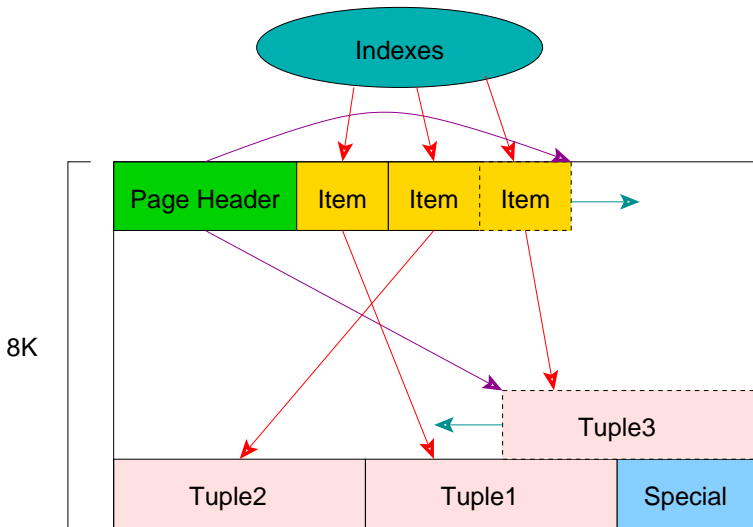 Indexes
Page Header Item Item Item
8K
Tuple3
Tuple2 Tuple1 Special